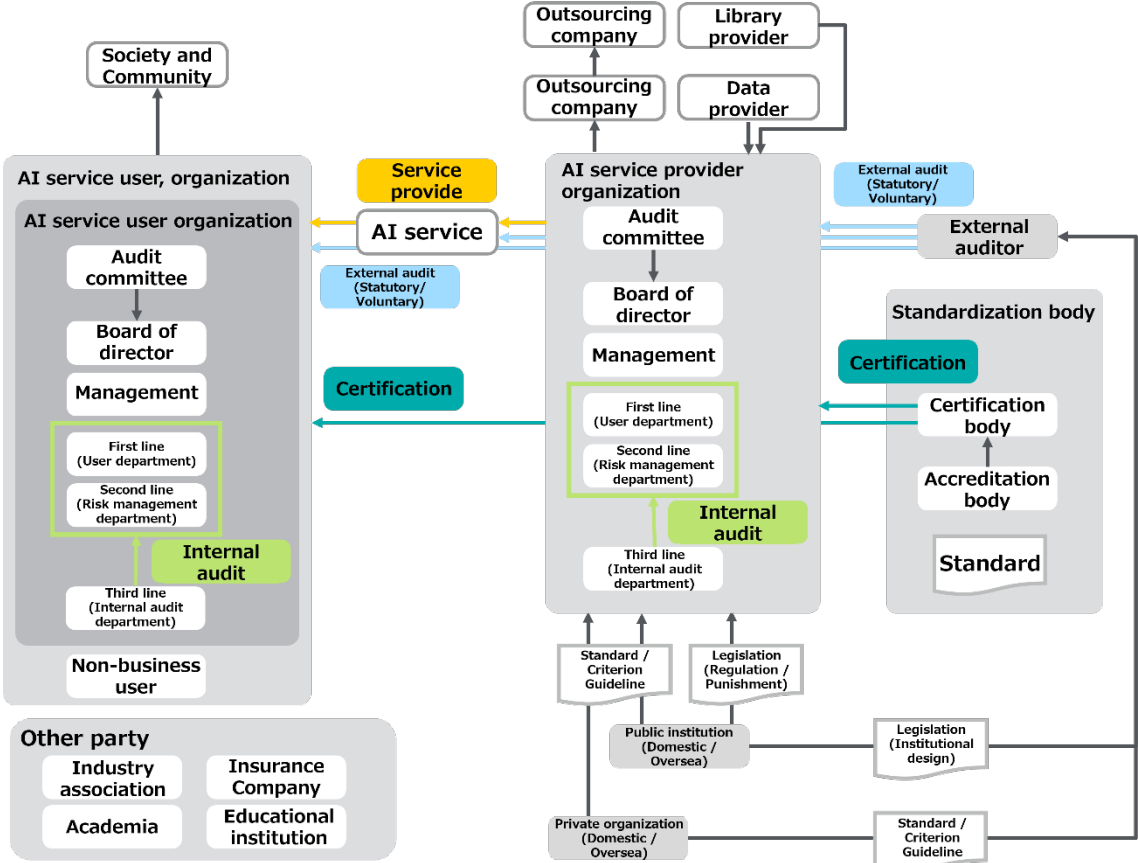 Society and
Community
Outsourcing
company
Outsourcing
company
Library
provider
Data
provider
AI service user, organization
AI service user organization
Audit
committee
Board of
director
Management
First line
(User department)
Second line
(Risk management
department)
Internal
audit
Third line
(Internal audit
department)
Non-business
user
Service
provide
AI service
External audit
(Statutory/
Voluntary)
Certification
AI service provider
organization
Audit
committee
Board of
director
Management
First line
(User department)
Second line
(Risk management
department)
Internal
audit
Third line
(Internal audit
department)
External audit
(Statutory/
Voluntary)
External
auditor
Standardization body
Certification
Certification
body
Accreditation
body
Standard
Standard /
Criterion
Guideline
Legislation
(Regulation /
Punishment)
Public institution
(Domestic /
Oversea)
Legislation
(Institutional
design)
Private organization
(Domestic /
Oversea)
Standard /
Criterion
Guideline
Other party
Industry
association
Insurance
Company
Academia
Educational
institution